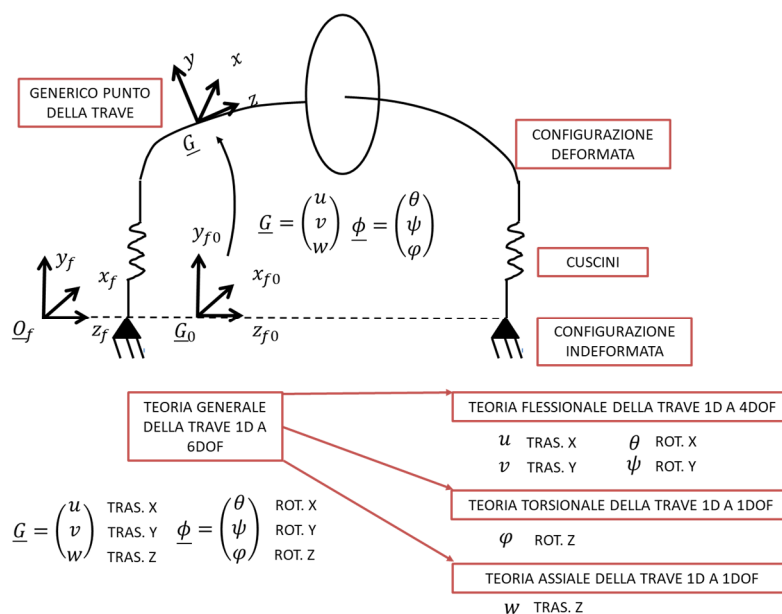 y
x
z
GENERICO PUNTO
DELLA TRAVE
G
CONFIGURAZIONE
DEFORMATA
G = (u v w) ϕ = (θ ψ φ)
y_f
x_f
z_f
O_f
y_f0
x_f0
z_f0
G_0
CUSCINI
CONFIGURAZIONE
INDEFORMATA
TEORIA GENERALE
DELLA TRAVE 1D A
6DOF
TEORIA FLESSIONALE DELLA TRAVE 1D A 4DOF
u TRAS. X θ ROT. X
v TRAS. Y ψ ROT. Y
TEORIA TORSIONALE DELLA TRAVE 1D A 1DOF
φ ROT. Z
TEORIA ASSIALE DELLA TRAVE 1D A 1DOF
w TRAS. Z
G = (u v w) TRAS. X TRAS. Y TRAS. Z
ϕ = (θ ψ φ) ROT. X ROT. Y ROT. Z